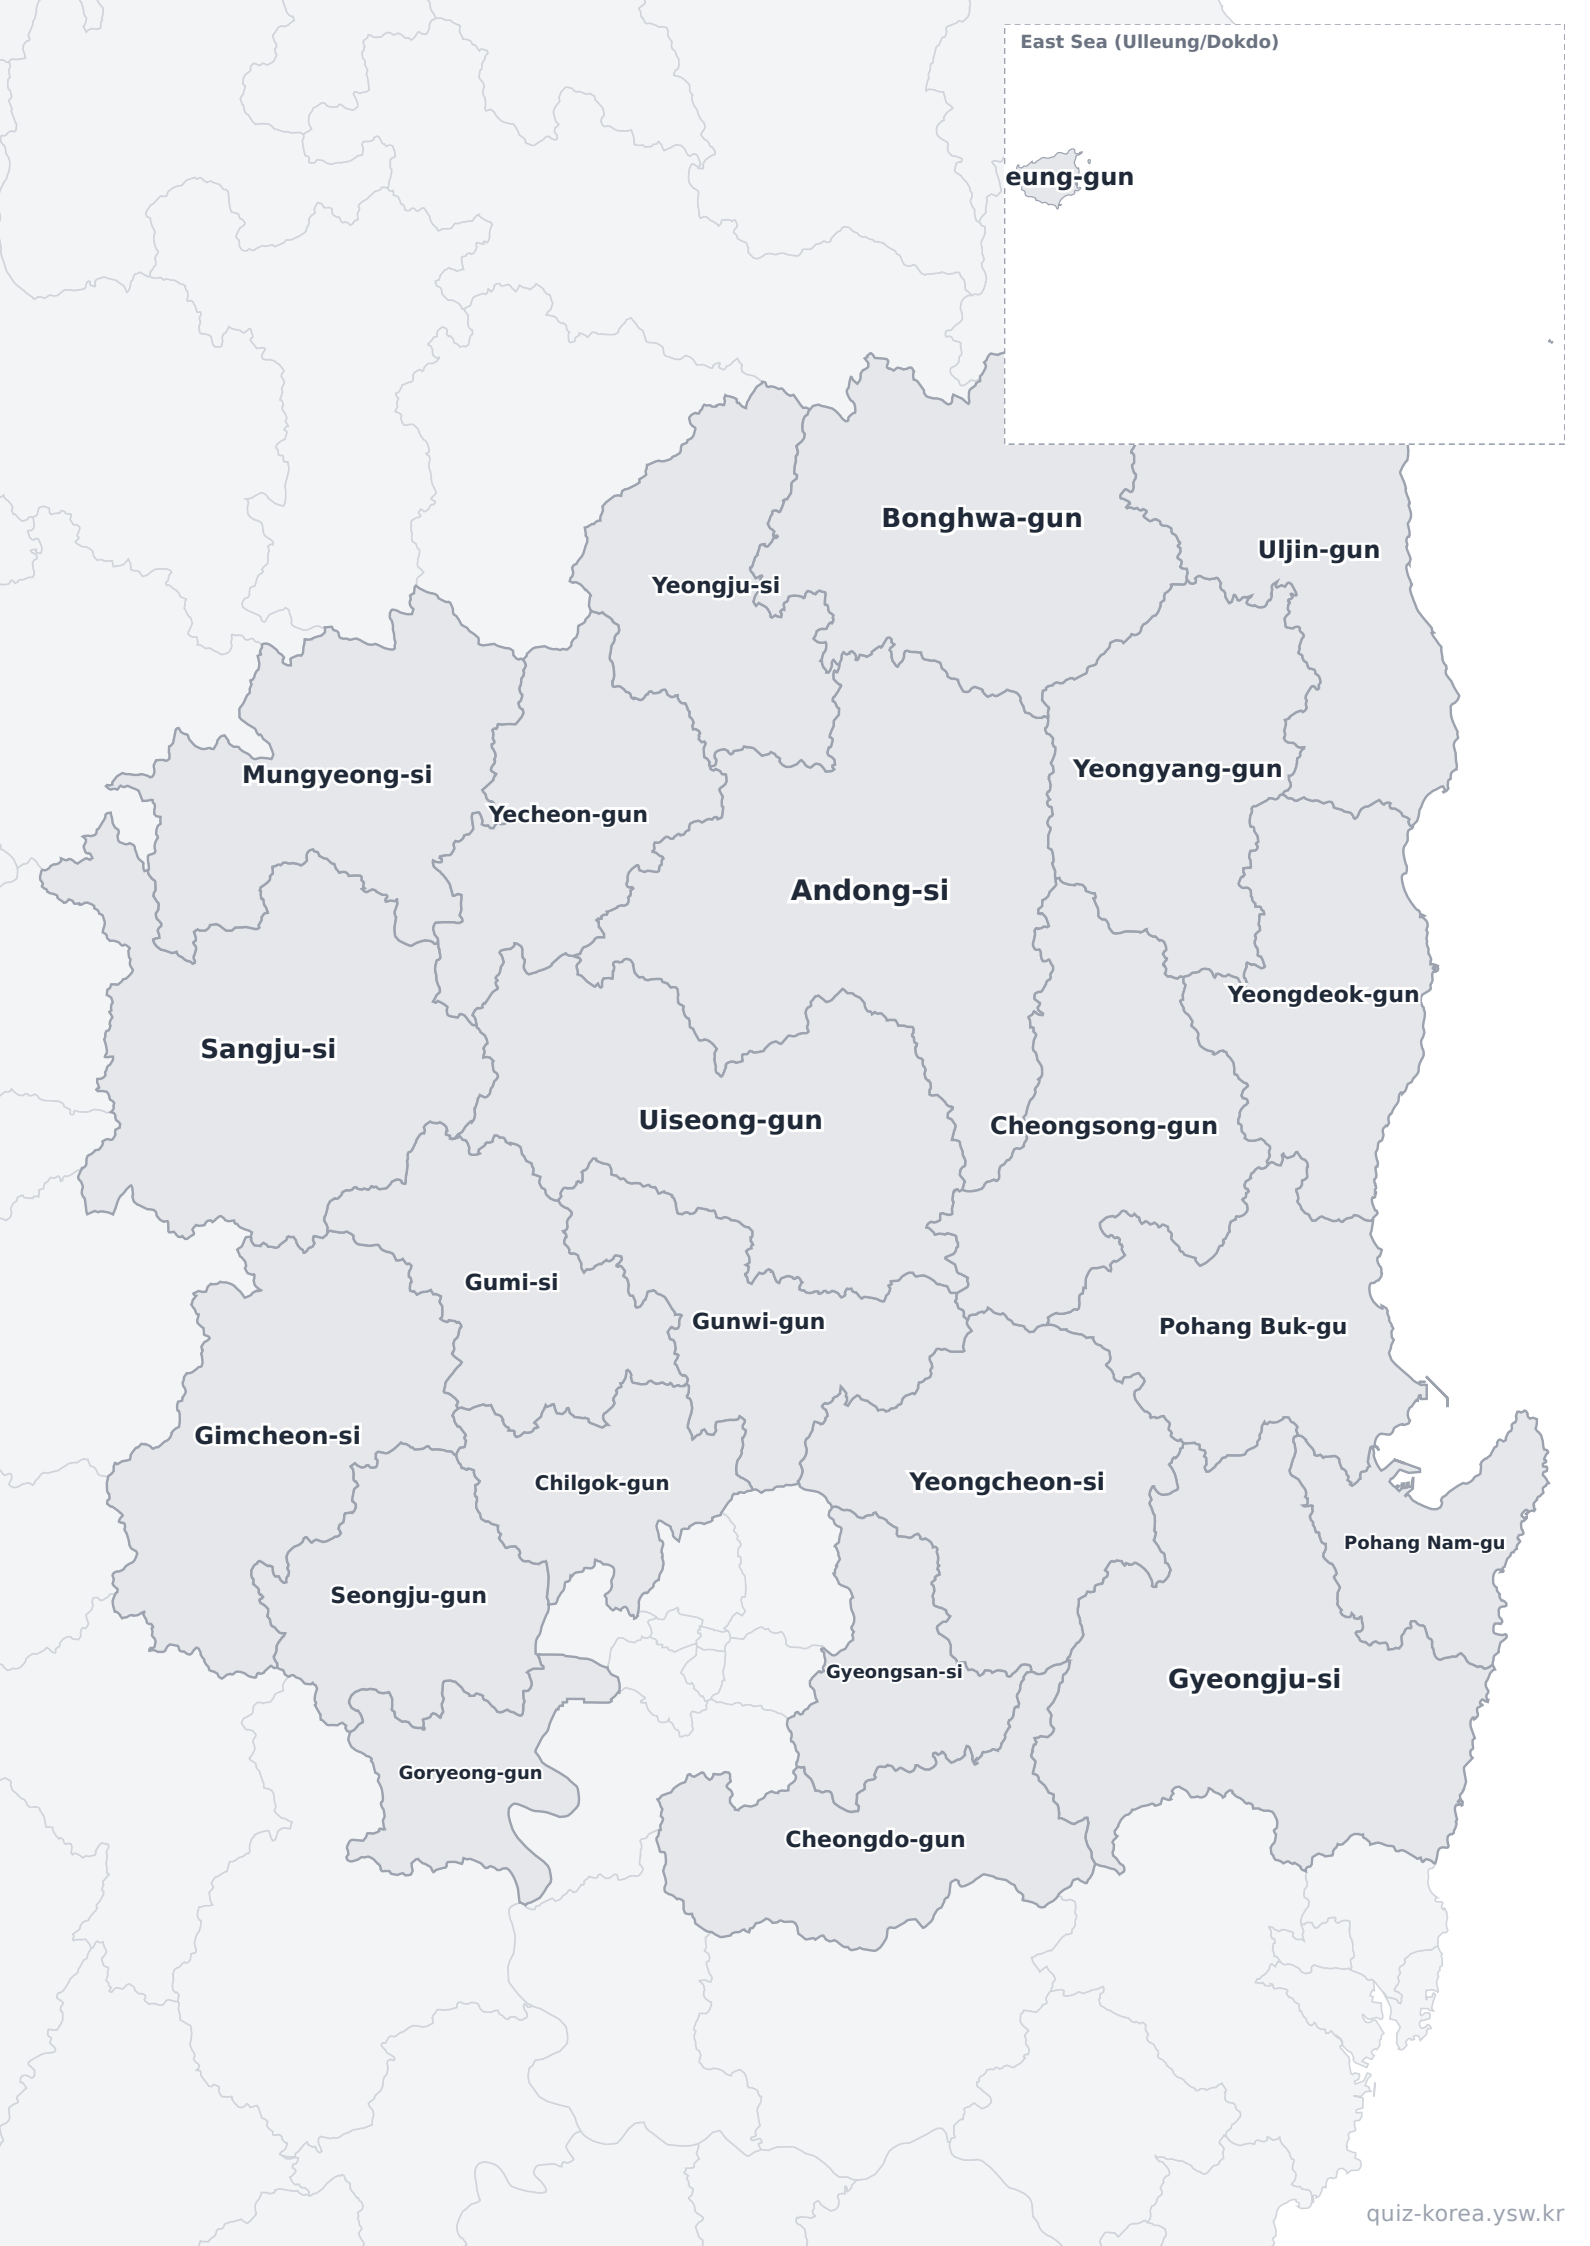 East Sea (Ulleung/Dokdo)
eung-gun
Bonghwa-gun
Uljin-gun
Yeongju-si
Yeongyang-gun
Mungyeong-si
Yecheon-gun
Andong-si
Yeongdeok-gun
Sangju-si
Uiseong-gun
Cheongsong-gun
Gumi-si
Gunwi-gun
Pohang Buk-gu
Gimcheon-si
Chilgok-gun
Yeongcheon-si
Pohang Nam-gu
Seongju-gun
Gyeongsan-si
Gyeongju-si
Goryeong-gun
Cheongdo-gun
quiz-korea.ysw.kr